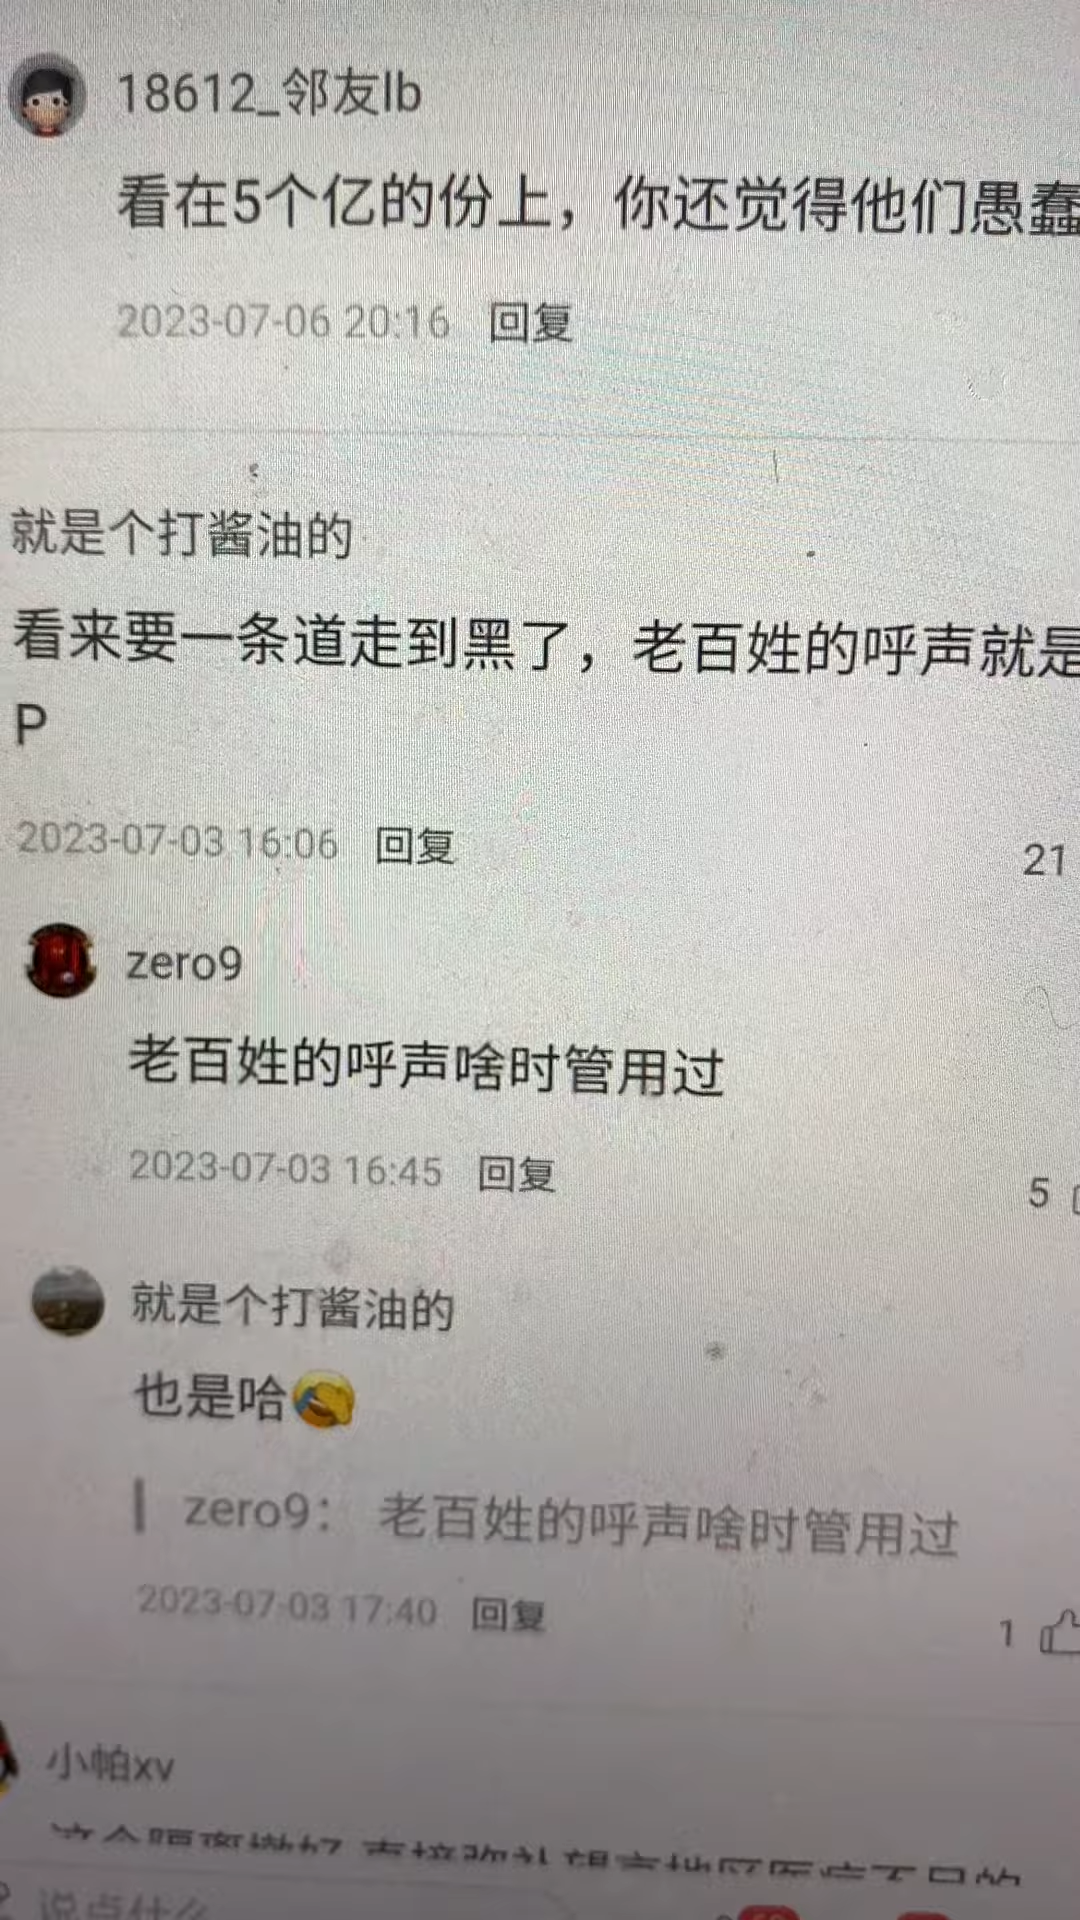 18612_邻友lb
看在5个亿的份上，你还觉得他们愚蠢
2023-07-06 20:16 回复
就是个打酱油的
看来要一条道走到黑了，老百姓的呼声就是
P
2023-07-03 16:06 回复
21
zero9
老百姓的呼声啥时管用过
2023-07-03 16:45 回复
5
就是个打酱油的
也是哈
zero9： 老百姓的呼声啥时管用过
2023-07-03 17:40 回复
1
小帕xv
说点什么